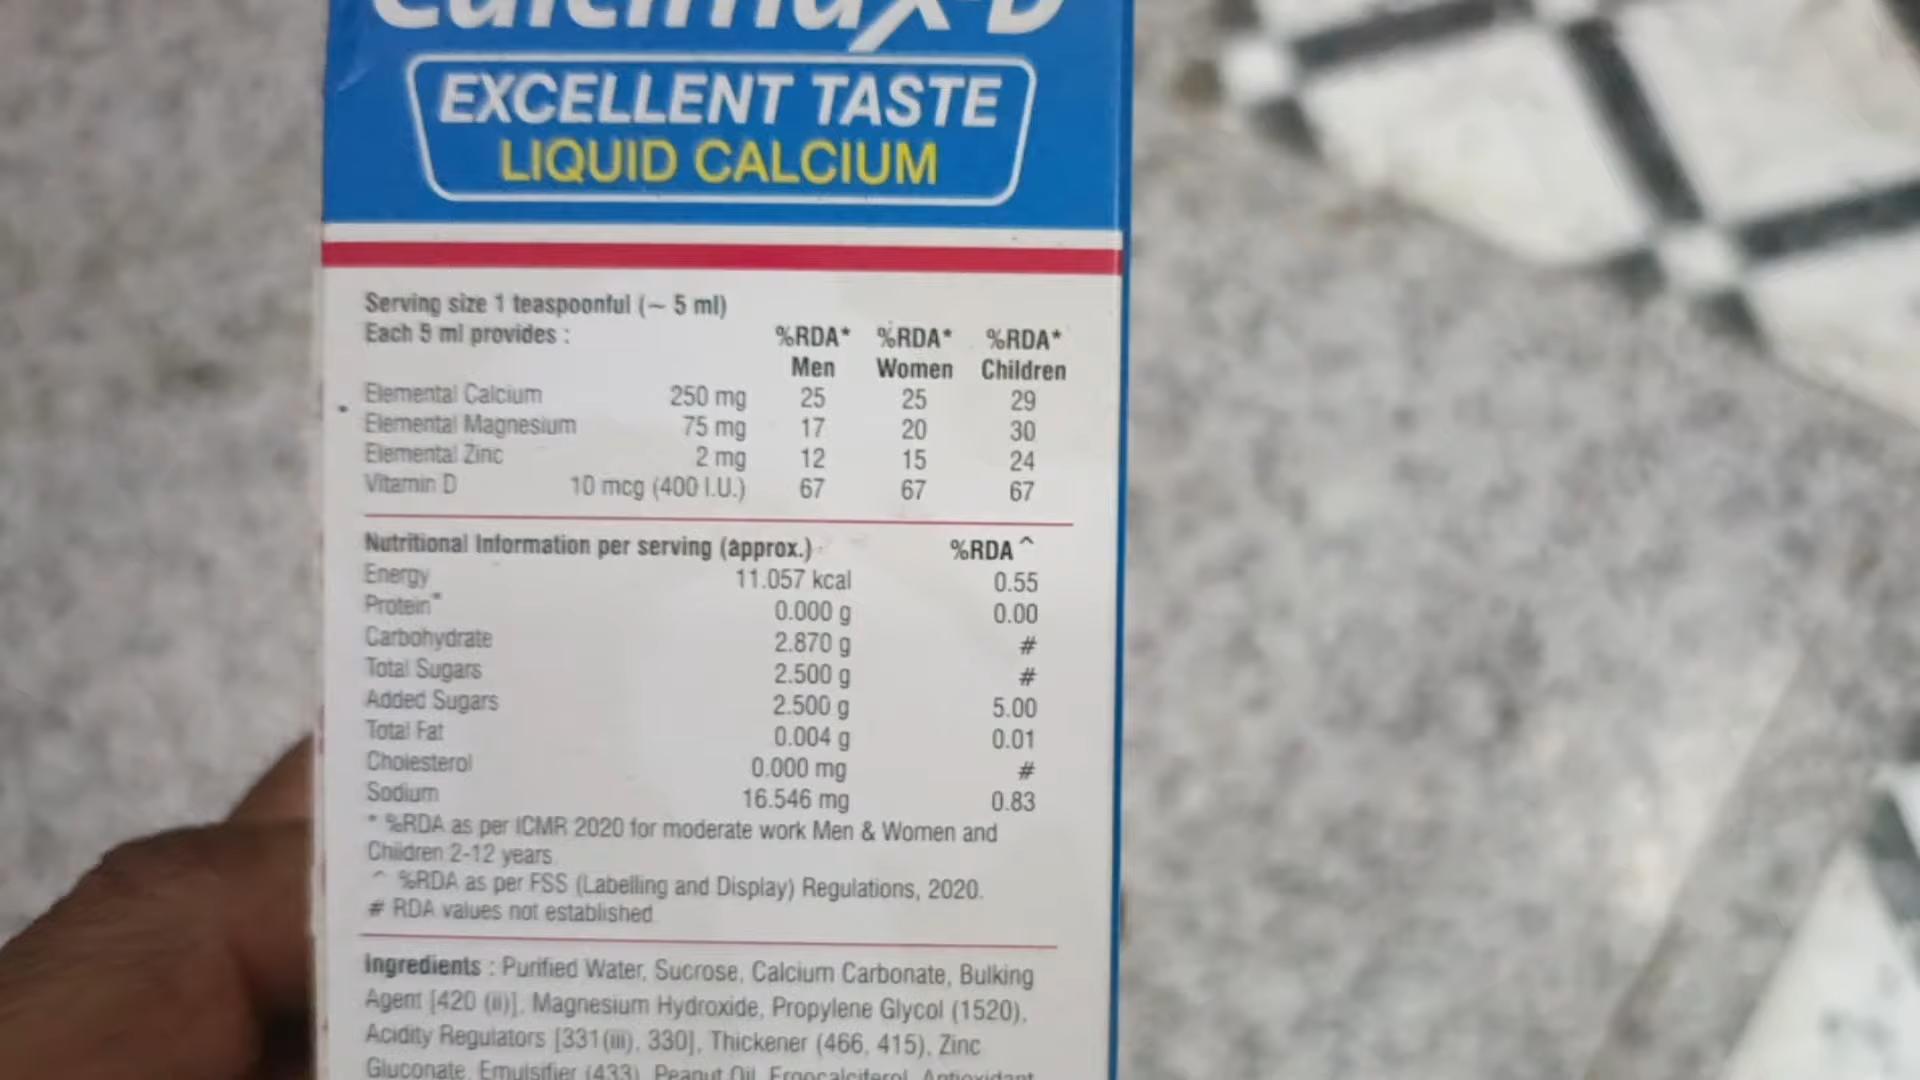 Calcimax-D
EXCELLENT TASTE
LIQUID CALCIUM
Serving size 1 teaspoonful (~ 5 ml)
Each 5 ml provides : %RDA* %RDA* %RDA*
Men Women Children
Elemental Calcium 250 mg 25 25 29
Elemental Magnesium 75 mg 17 20 30
Elemental Zinc 2 mg 12 15 24
Vitamin D 10 mcg (400 I.U.) 67 67 67
Nutritional Information per serving (approx.) %RDA^
Energy 11.057 kcal 0.55
Protein* 0.000 g 0.00
Carbohydrate 2.870 g #
Total Sugars 2.500 g #
Added Sugars 2.500 g 5.00
Total Fat 0.004 g 0.01
Cholesterol 0.000 mg #
Sodium 16.546 mg 0.83
* %RDA as per ICMR 2020 for moderate work Men & Women and
Children 2-12 years
^ %RDA as per FSS (Labelling and Display) Regulations, 2020.
# RDA values not established
Ingredients : Purified Water, Sucrose, Calcium Carbonate, Bulking
Agent [420 (ii)], Magnesium Hydroxide, Propylene Glycol (1520),
Acidity Regulators [331(iii), 330], Thickener (466, 415), Zinc
Gluconate, Emulsifier (433), Peanut Oil, Ergocalciferol, Antioxidant